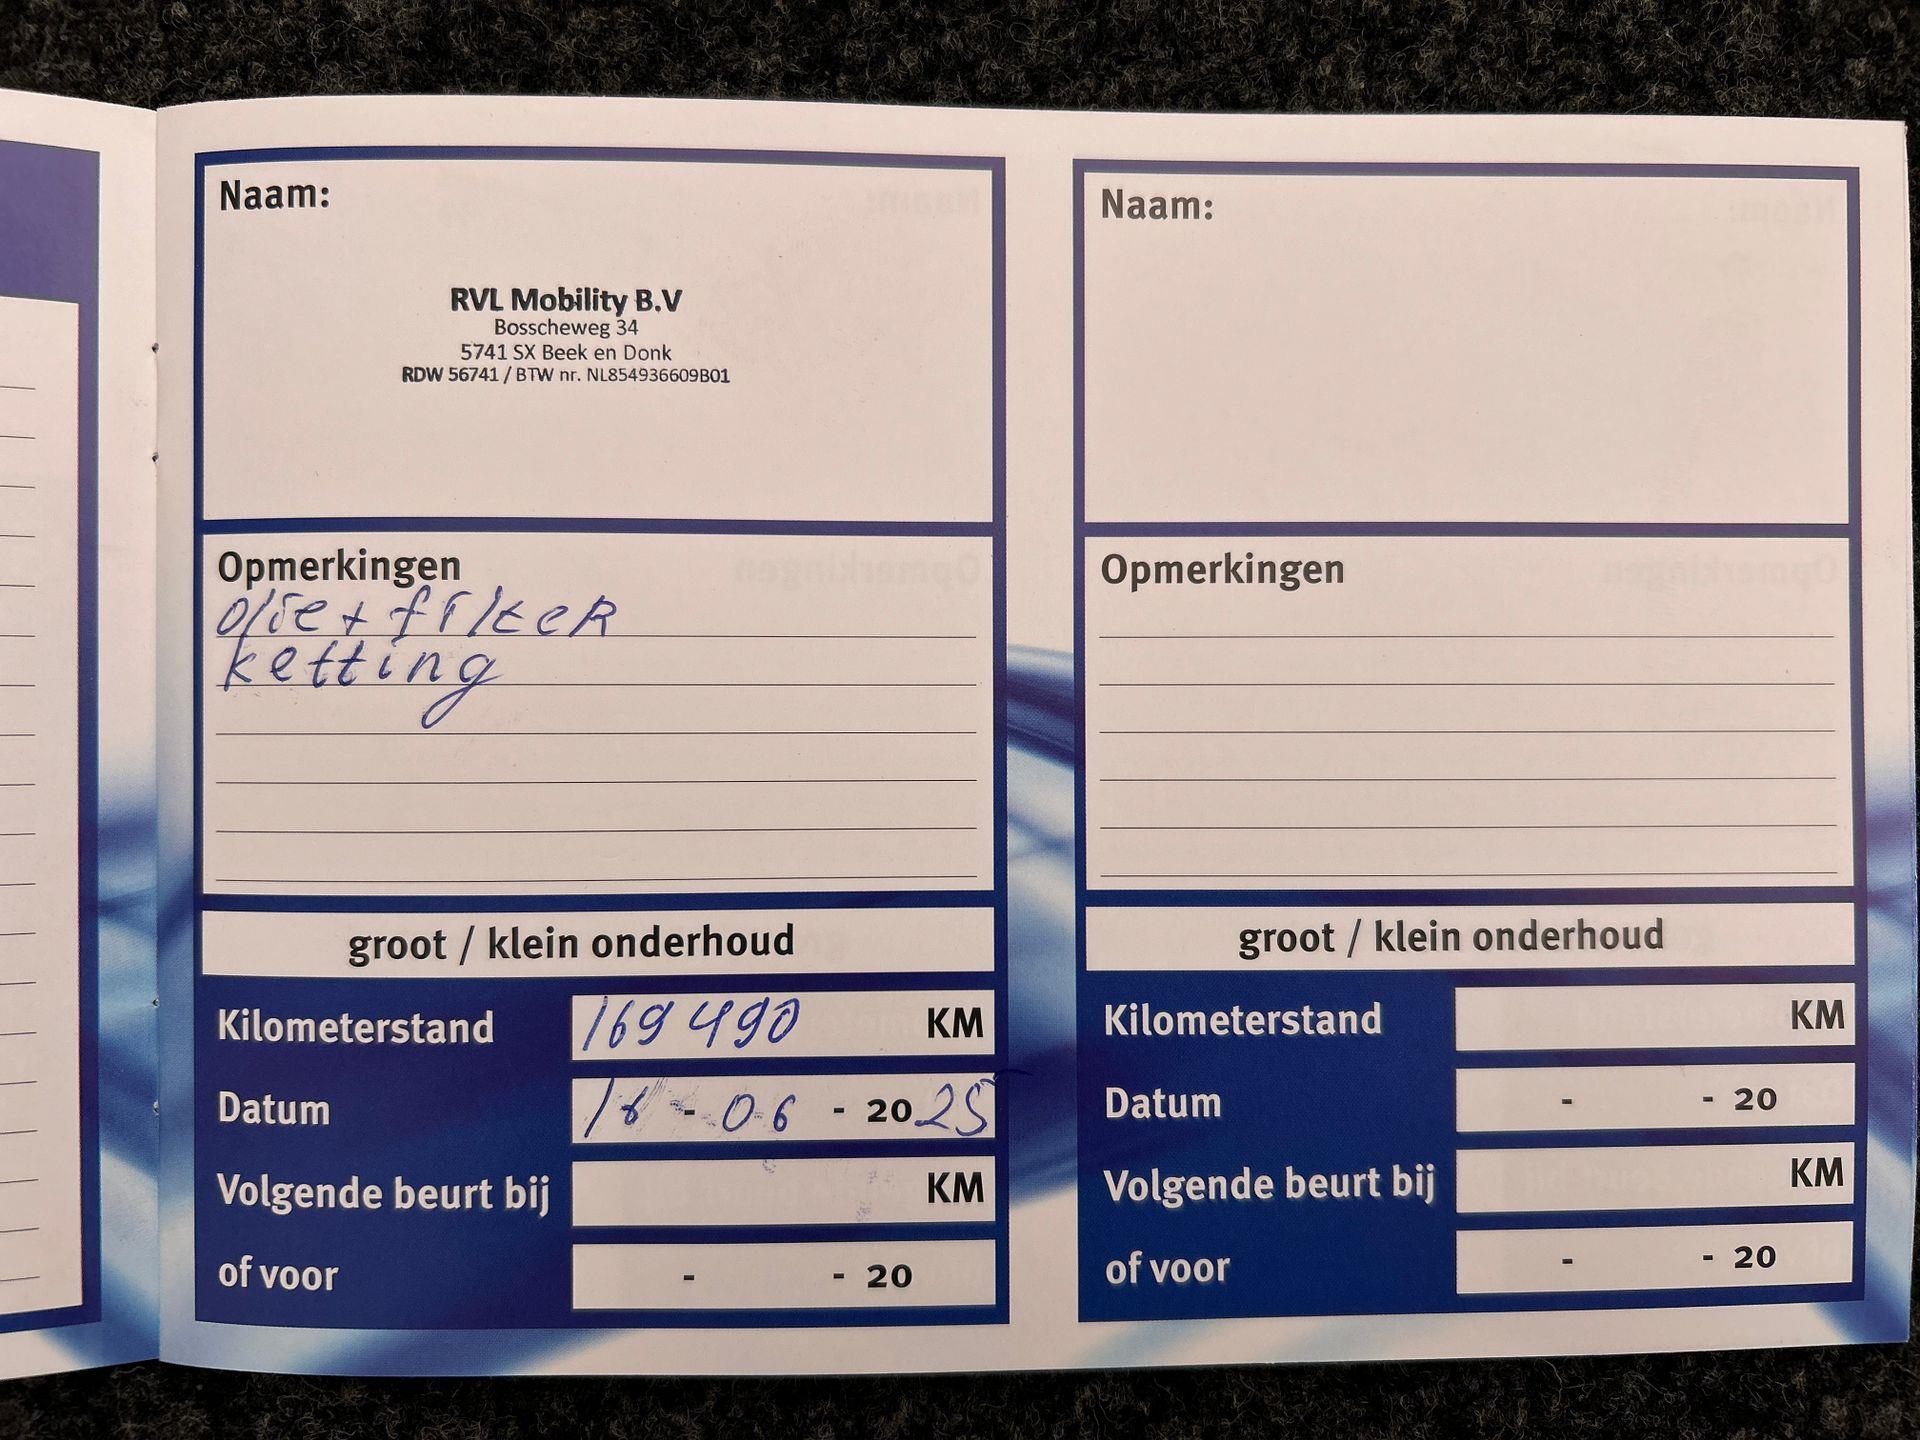 Naam:
RVL Mobility B.V
Bosscheweg 34
5741 SX Beek en Donk
RDW 56741 / BTW nr. NL854936609B01
Opmerkingen
olie + filter
ketting
groot / klein onderhoud
Kilometerstand 169490 KM
Datum - 06 - 20 25
Volgende beurt bij KM
of voor - - 20
Naam:
Opmerkingen
groot / klein onderhoud
Kilometerstand KM
Datum - - 20
Volgende beurt bij KM
of voor - - 20